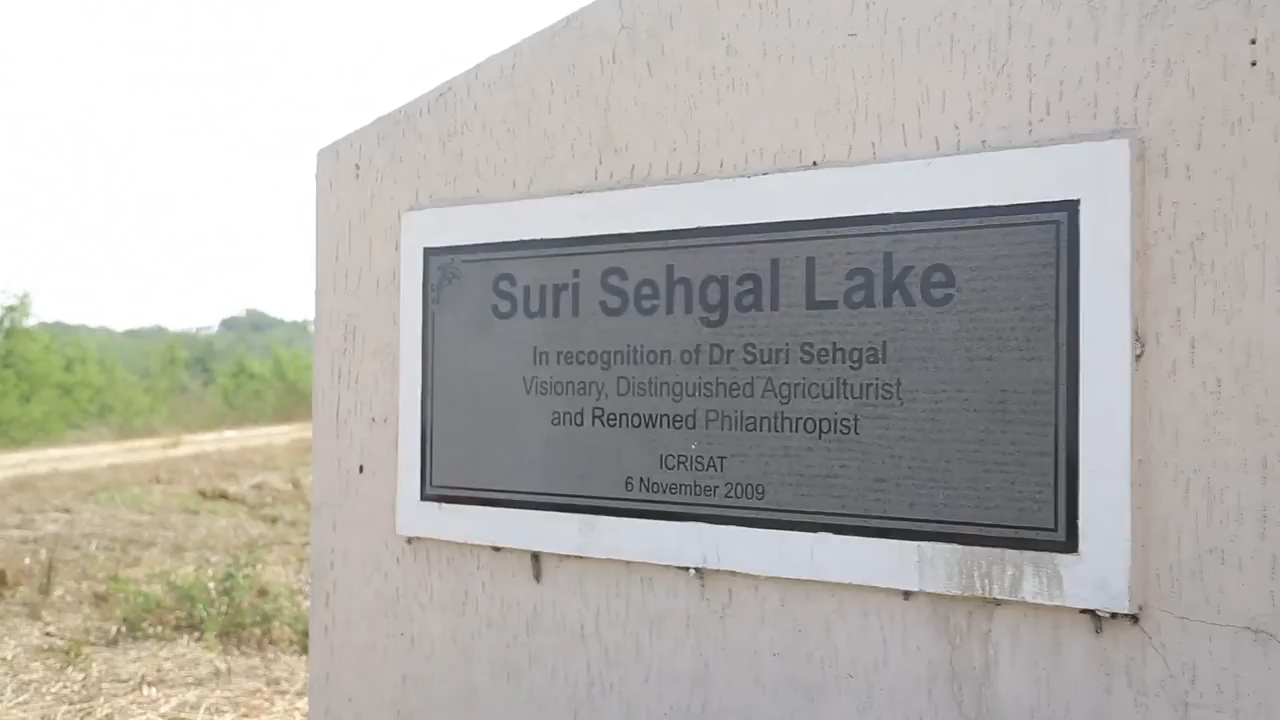 Suri Sehgal Lake
In recognition of Dr Suri Sehgal
Visionary, Distinguished Agriculturist,
and Renowned Philanthropist
ICRISAT
6 November 2009